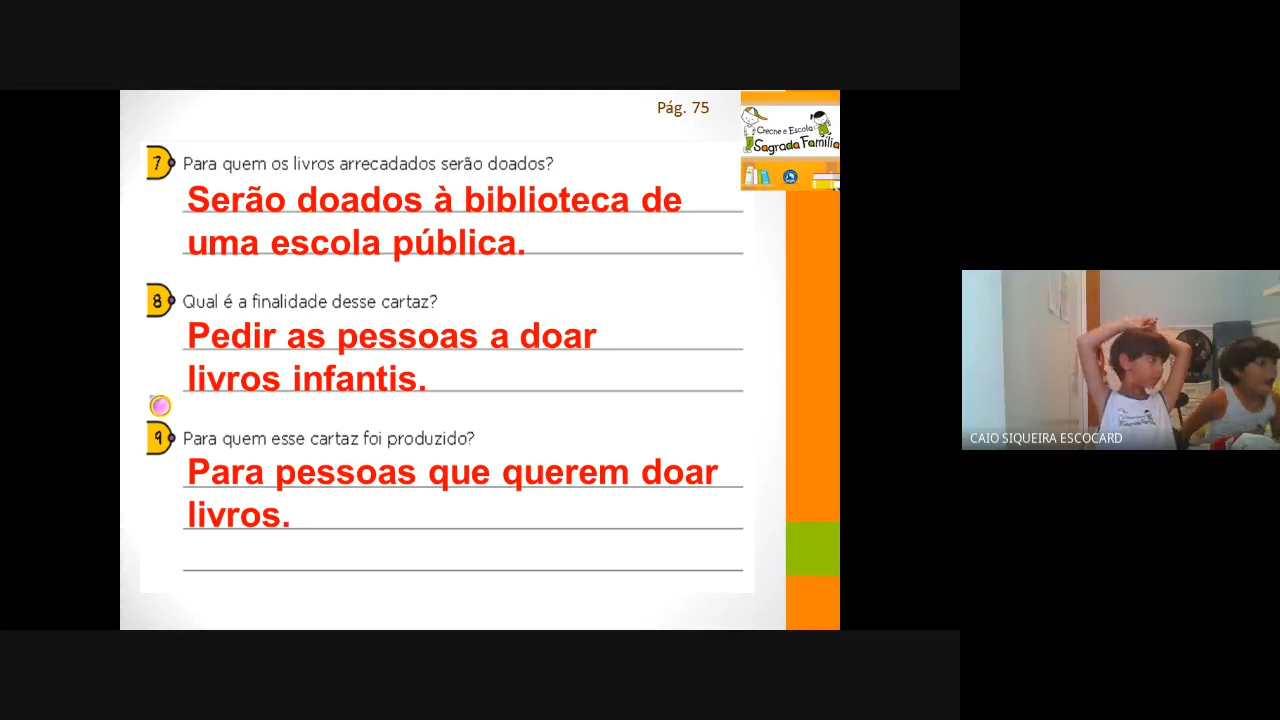 Pág. 75
Creche e Escola
Sagrada Família
7 Para quem os livros arrecadados serão doados?
Serão doados à biblioteca de
uma escola pública.
8 Qual é a finalidade desse cartaz?
Pedir as pessoas a doar
livros infantis.
9 Para quem esse cartaz foi produzido?
Para pessoas que querem doar
livros.
CAIO SIQUEIRA ESCOCARD